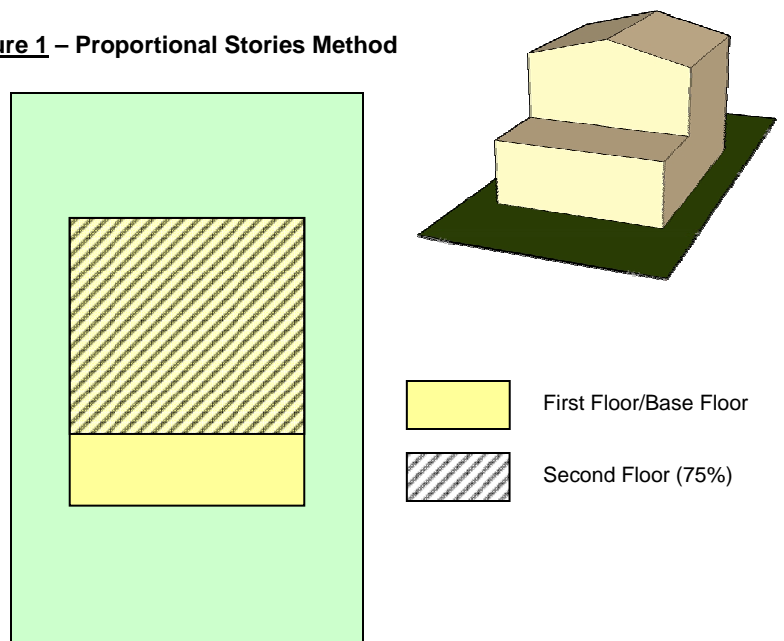 ure 1 – Proportional Stories Method
First Floor/Base Floor
Second Floor (75%)